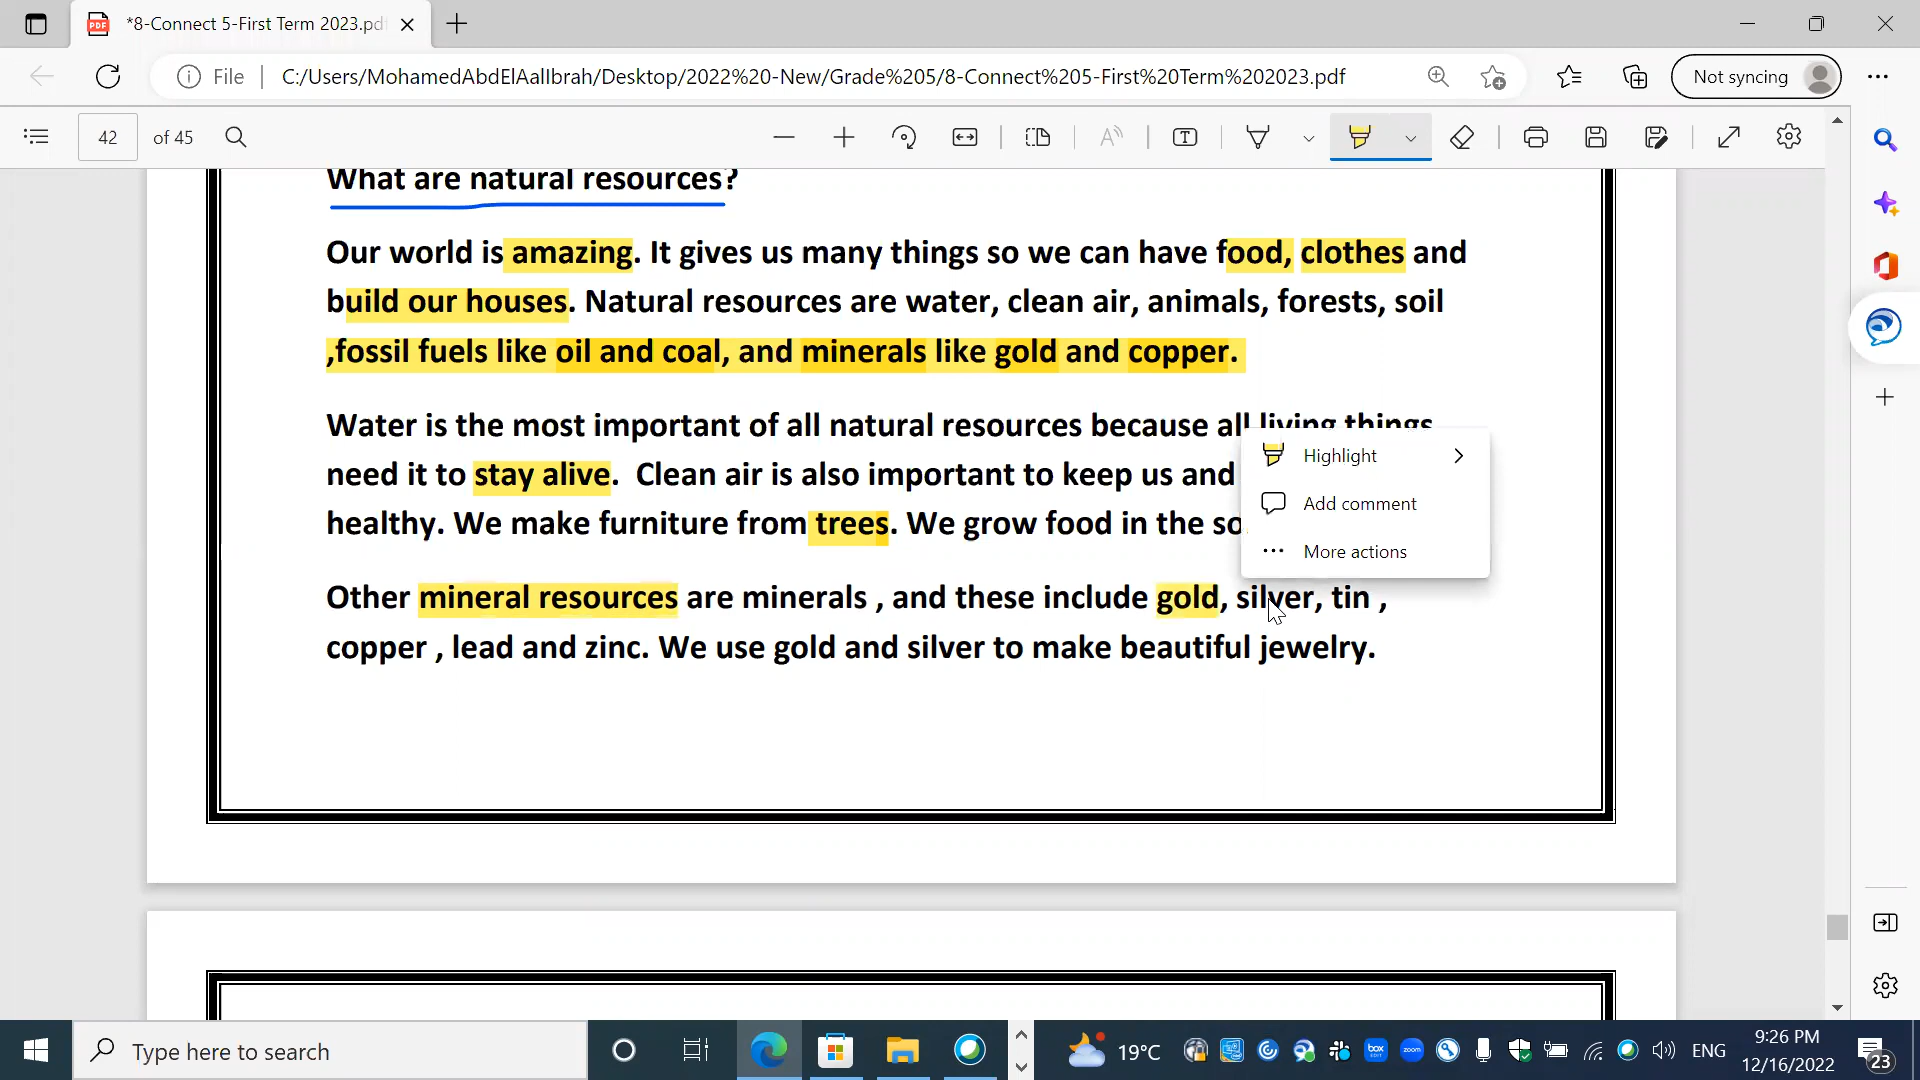 *8-Connect 5-First Term 2023.pd
File
C:/Users/MohamedAbdElAalIbrah/Desktop/2022%20-New/Grade%205/8-Connect%205-First%20Term%202023.pdf
Not syncing
42 of 45
What are natural resources?
Our world is amazing. It gives us many things so we can have food, clothes and
build our houses. Natural resources are water, clean air, animals, forests, soil
,fossil fuels like oil and coal, and minerals like gold and copper.
Water is the most important of all natural resources because all living things
need it to stay alive. Clean air is also important to keep us and
healthy. We make furniture from trees. We grow food in the so
Highlight
Add comment
More actions
Other mineral resources are minerals , and these include gold, silver, tin ,
copper , lead and zinc. We use gold and silver to make beautiful jewelry.
Type here to search
19°C
ENG
9:26 PM
12/16/2022
23